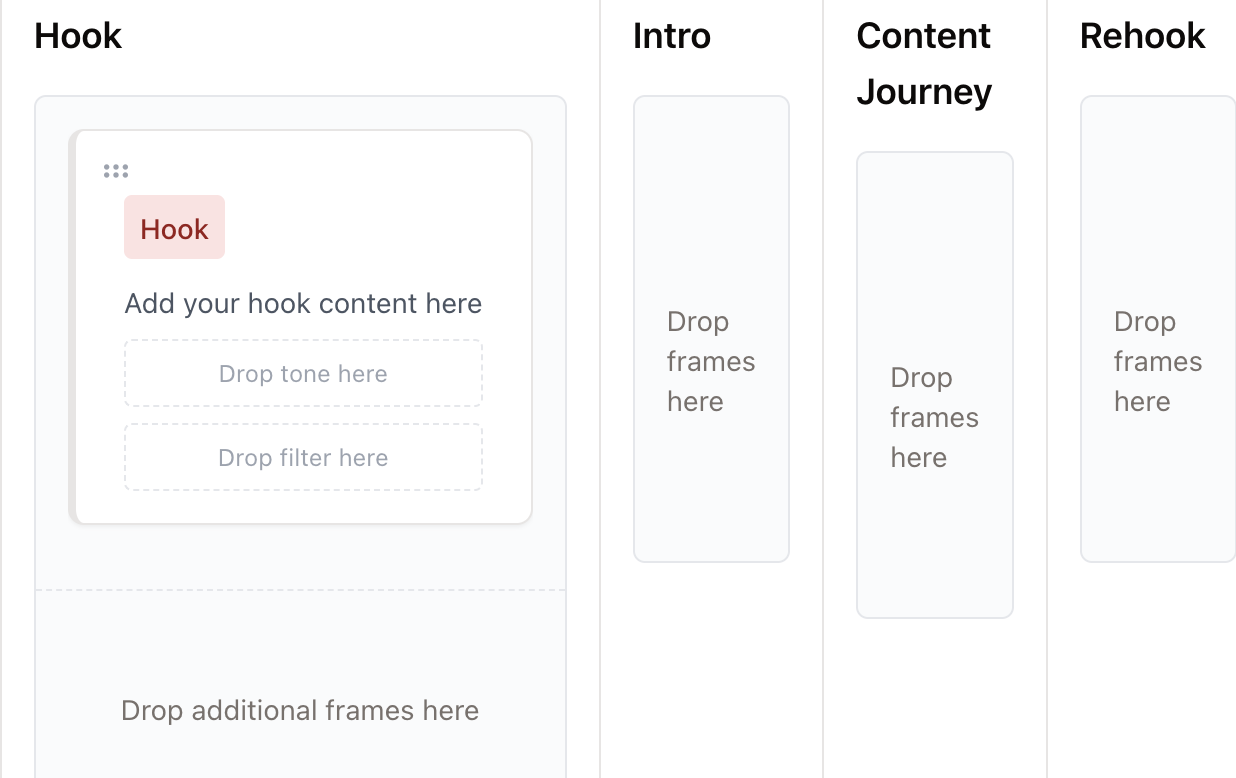 Hook
Hook
Add your hook content here
Drop tone here
Drop filter here
Drop additional frames here
Intro
Drop
frames
here
Content
Journey
Drop
frames
here
Rehook
Drop
frames
here